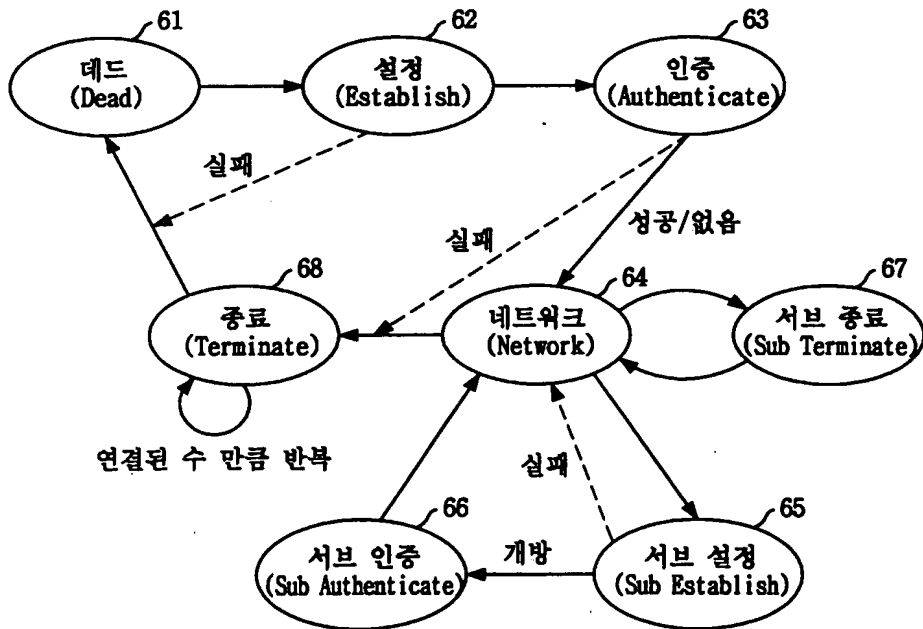 61
데드
(Dead)
62
설정
(Establish)
63
인증
(Authenticate)
실패
실패
성공/없음
68
종료
(Terminate)
64
네트워크
(Network)
67
서브 종료
(Sub Terminate)
연결된 수 만큼 반복
실패
66
서브 인증
(Sub Authenticate)
개방
65
서브 설정
(Sub Establish)